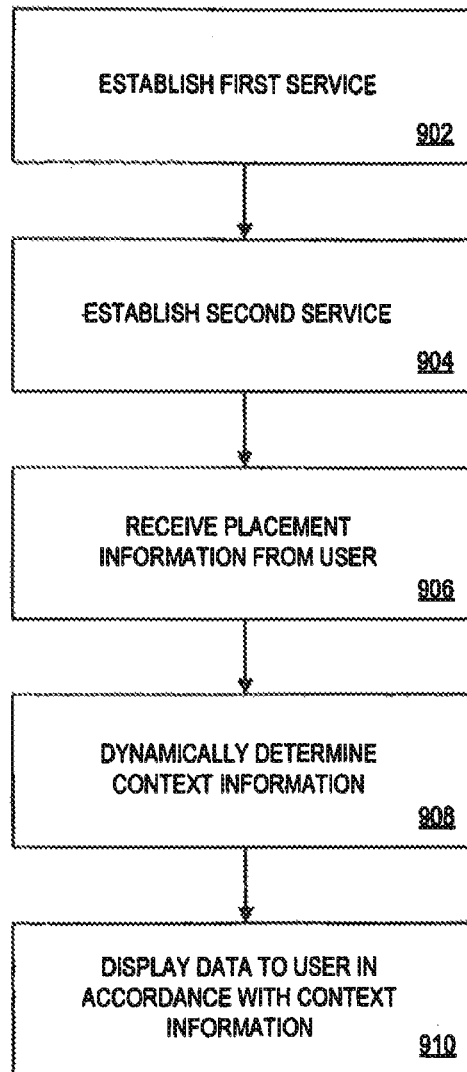 ESTABLISH FIRST SERVICE
902
ESTABLISH SECOND SERVICE
904
RECEIVE PLACEMENT
INFORMATION FROM USER
906
DYNAMICALLY DETERMINE
CONTEXT INFORMATION
908
DISPLAY DATA TO USER IN
ACCORDANCE WITH CONTEXT
INFORMATION
910